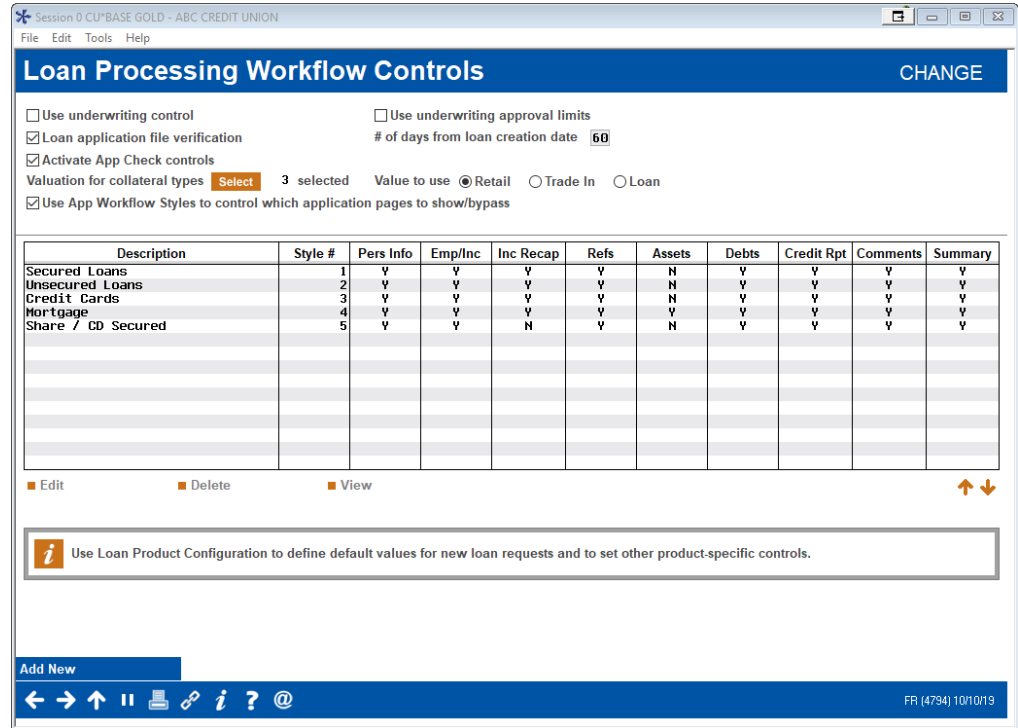 Session 0 CU*BASE GOLD - ABC CREDIT UNION
File Edit Tools Help
Loan Processing Workflow Controls CHANGE
Use underwriting control Use underwriting approval limits
Loan application file verification # of days from loan creation date 60
Activate App Check controls
Valuation for collateral types Select 3 selected Value to use Retail Trade In Loan
Use App Workflow Styles to control which application pages to show/bypass
Description Style # Pers Info Emp/Inc Inc Recap Refs Assets Debts Credit Rpt Comments Summary
Secured Loans 1 Y Y Y Y N Y Y Y Y
Unsecured Loans 2 Y Y Y Y N Y Y Y Y
Credit Cards 3 Y Y Y Y N Y Y Y Y
Mortgage 4 Y Y Y Y Y Y Y Y Y
Share / CD Secured 5 Y Y N Y N Y Y Y Y
Edit Delete View
i Use Loan Product Configuration to define default values for new loan requests and to set other product-specific controls.
Add New
i ? @ FR (4794) 10/10/19